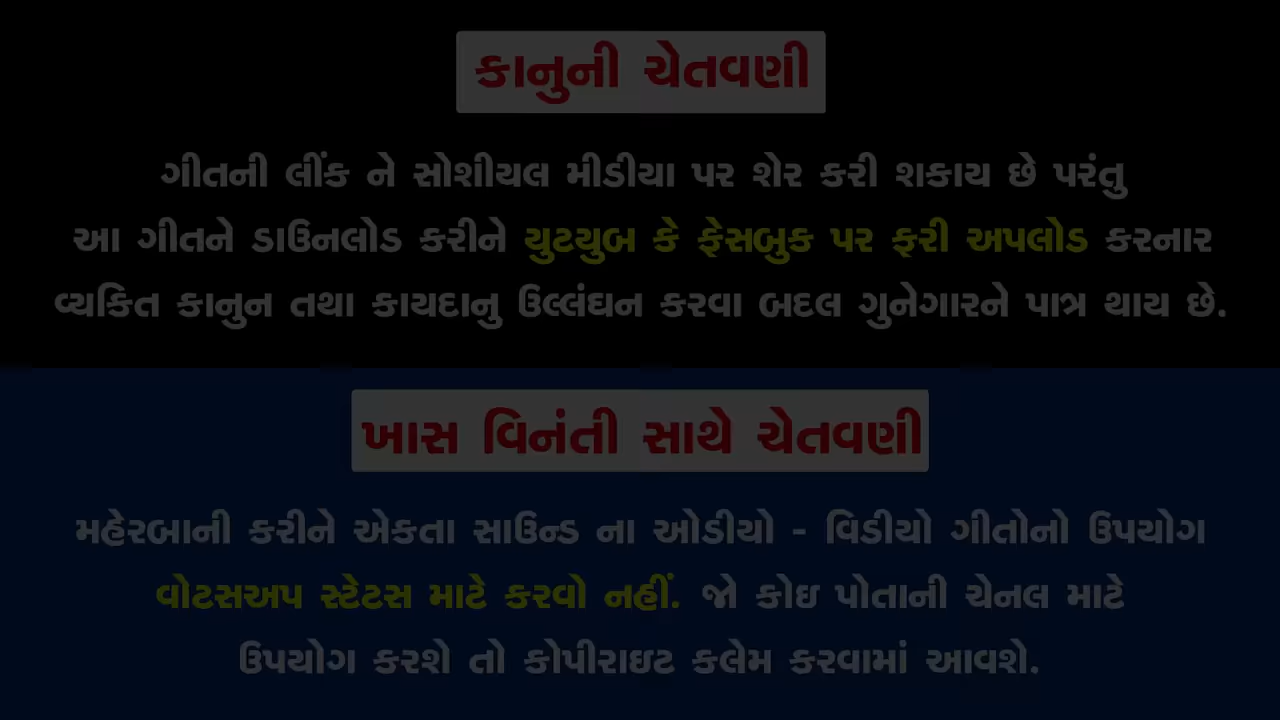 કાનુની ચેતવણી
ગીતની લીંક ને સોશીયલ મીડીયા પર શેર કરી શકાય છે પરંતુ
આ ગીતને ડાઉનલોડ કરીને યુટયુબ કે ફેસબુક પર ફરી અપલોડ કરનાર
વ્યકિત કાનુન તથા કાયદાનુ ઉલ્લંઘન કરવા બદલ ગુનેગારને પાત્ર થાય છે.
ખાસ વિનંતી સાથે ચેતવણી
મહેરબાની કરીને એકતા સાઉન્ડ ના ઓડીયો - વિડીયો ગીતોનો ઉપયોગ
વોટસઅપ સ્ટેટસ માટે કરવો નહીં. જો કોઇ પોતાની ચેનલ માટે
ઉપયોગ કરશે તો કોપીરાઇટ કલેમ કરવામાં આવશે.